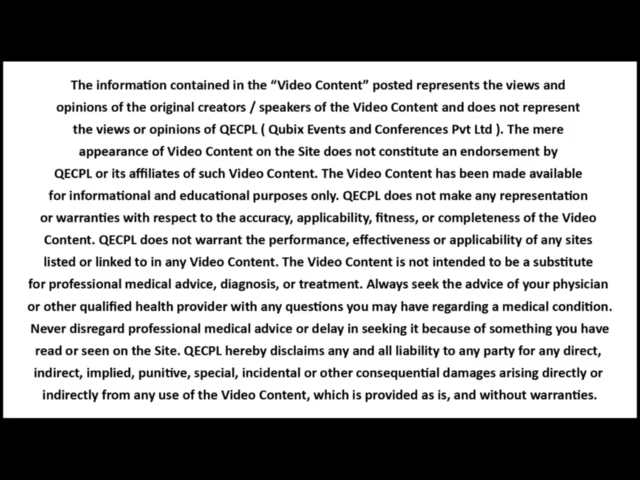 The information contained in the “Video Content” posted represents the views and
opinions of the original creators / speakers of the Video Content and does not represent
the views or opinions of QECPL ( Qubix Events and Conferences Pvt Ltd ). The mere
appearance of Video Content on the Site does not constitute an endorsement by
QECPL or its affiliates of such Video Content. The Video Content has been made available
for informational and educational purposes only. QECPL does not make any representation
or warranties with respect to the accuracy, applicability, fitness, or completeness of the Video
Content. QECPL does not warrant the performance, effectiveness or applicability of any sites
listed or linked to in any Video Content. The Video Content is not intended to be a substitute
for professional medical advice, diagnosis, or treatment. Always seek the advice of your physician
or other qualified health provider with any questions you may have regarding a medical condition.
Never disregard professional medical advice or delay in seeking it because of something you have
read or seen on the Site. QECPL hereby disclaims any and all liability to any party for any direct,
indirect, implied, punitive, special, incidental or other consequential damages arising directly or
indirectly from any use of the Video Content, which is provided as is, and without warranties.